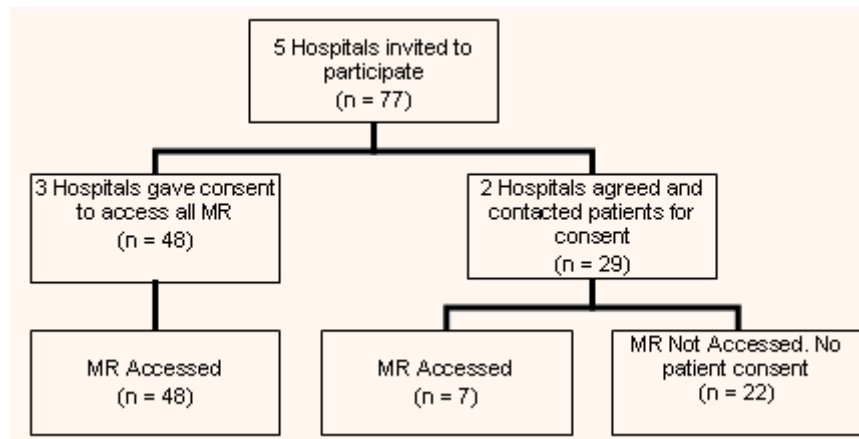 5 Hospitals invited to
participate
(n = 77)
3 Hospitals gave consent
to access all MR
(n = 48)
2 Hospitals agreed and
contacted patients for
consent
(n = 29)
MR Accessed
(n = 48)
MR Accessed
(n = 7)
MR Not Accessed. No
patient consent
(n = 22)